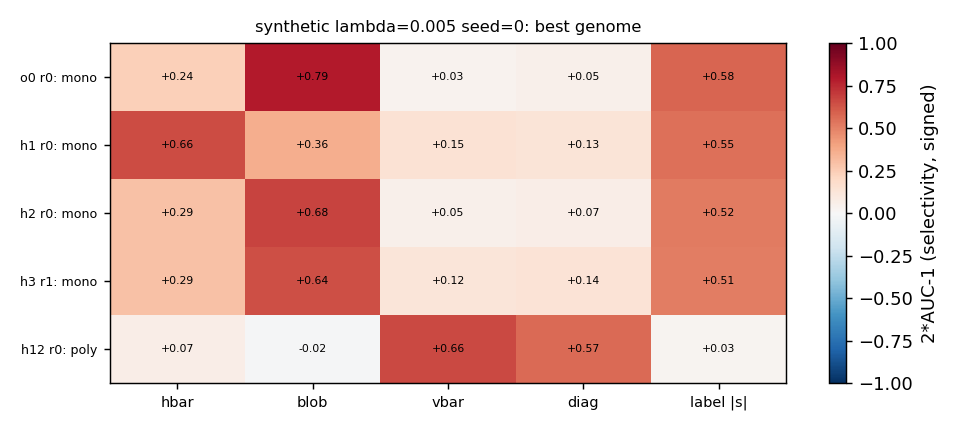 synthetic lambda=0.005 seed=0: best genome
o0 r0: mono +0.24 +0.79 +0.03 +0.05 +0.58
h1 r0: mono +0.66 +0.36 +0.15 +0.13 +0.55
h2 r0: mono +0.29 +0.68 +0.05 +0.07 +0.52
h3 r1: mono +0.29 +0.64 +0.12 +0.14 +0.51
h12 r0: poly +0.07 -0.02 +0.66 +0.57 +0.03
hbar blob vbar diag label |s|
1.00
0.75
0.50
0.25
0.00
−0.25
−0.50
−0.75
−1.00
2*AUC-1 (selectivity, signed)